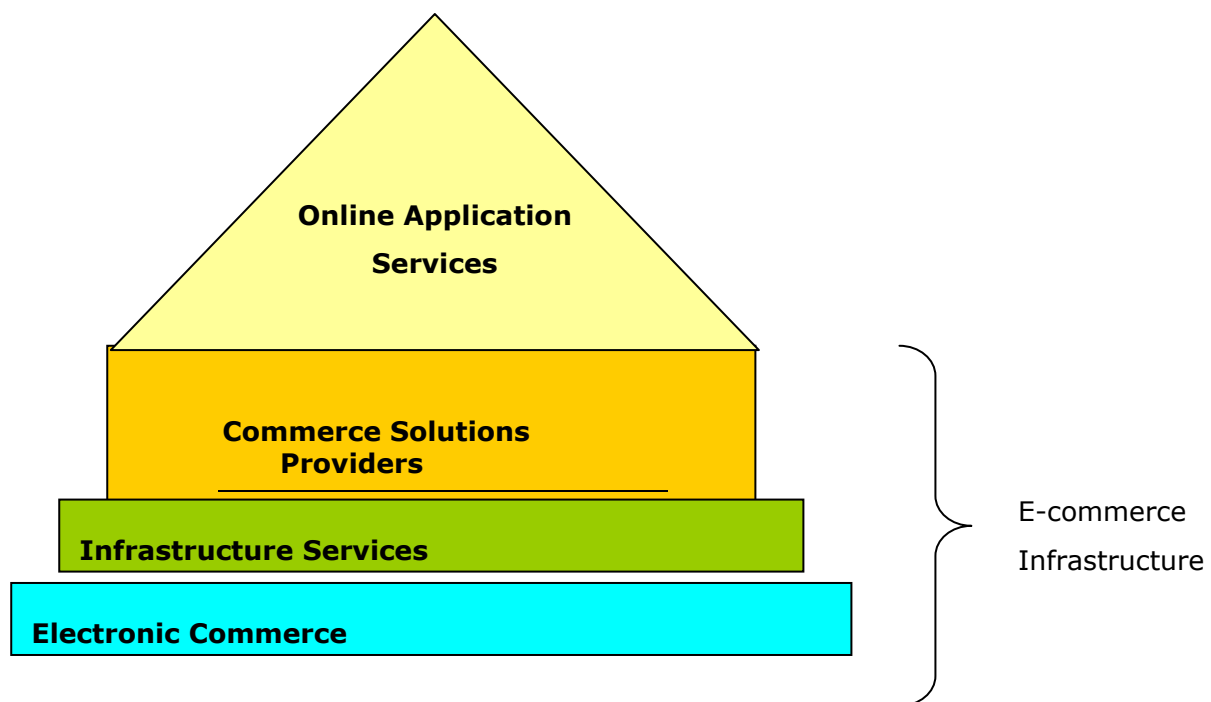 Online Application
Services
Commerce Solutions
Providers
Infrastructure Services
Electronic Commerce
E-commerce
Infrastructure